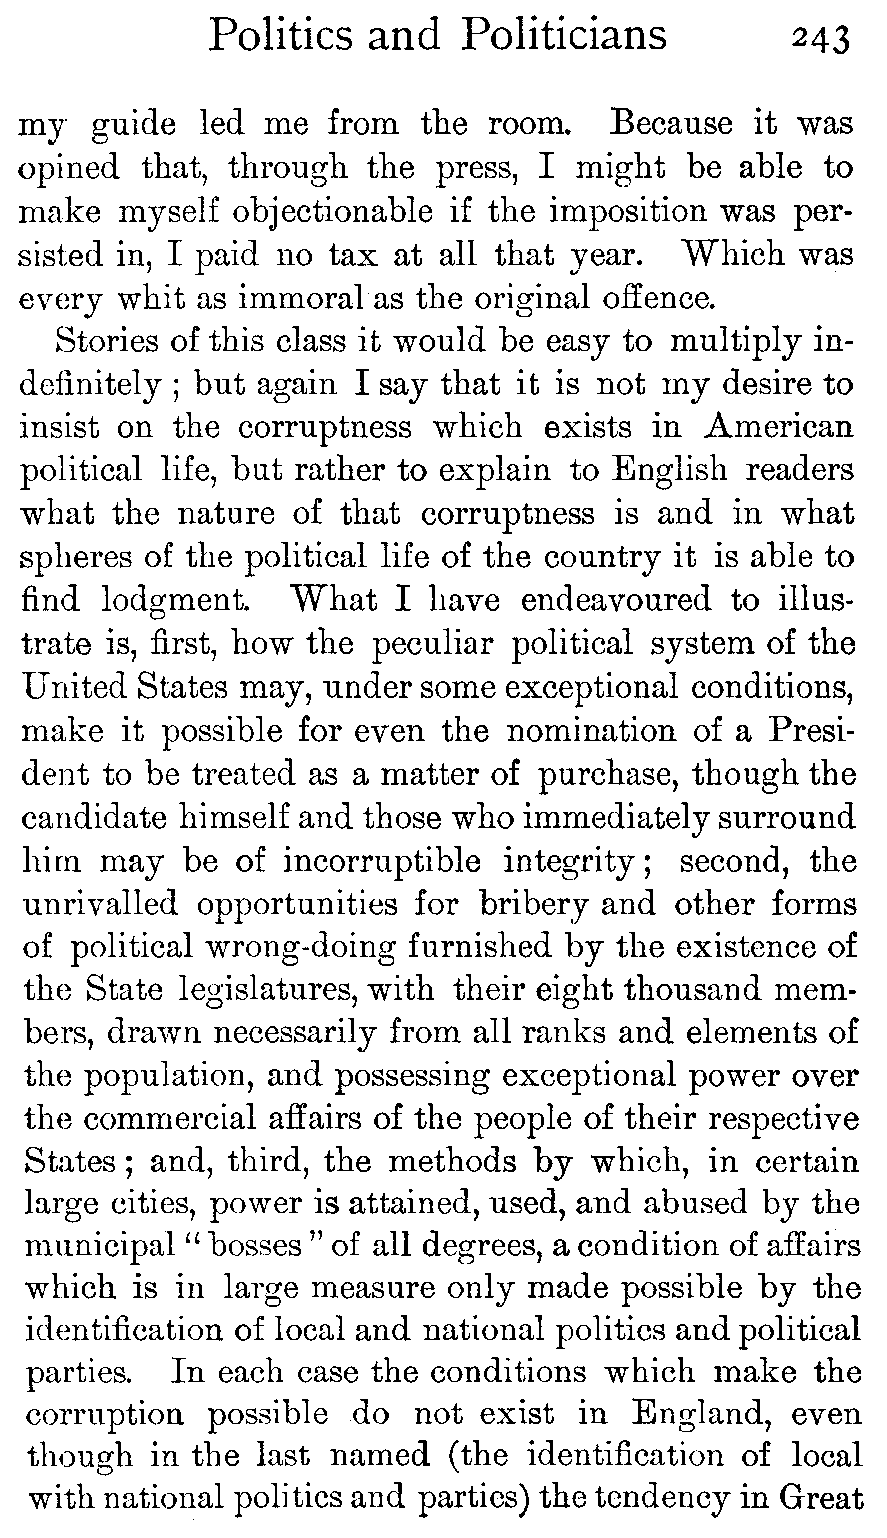 Politics and Politicians 243
my guide led me from the room. Because it was
opined that, through the press, I might be able to
make myself objectionable if the imposition was per-
sisted in, I paid no tax at all that year. Which was
every whit as immoral as the original offence.
Stories of this class it would be easy to multiply in-
definitely ; but again I say that it is not my desire to
insist on the corruptness which exists in American
political life, but rather to explain to English readers
what the nature of that corruptness is and in what
spheres of the political life of the country it is able to
find lodgment. What I have endeavoured to illus-
trate is, first, how the peculiar political system of the
United States may, under some exceptional conditions,
make it possible for even the nomination of a Presi-
dent to be treated as a matter of purchase, though the
candidate himself and those who immediately surround
him may be of incorruptible integrity ; second, the
unrivalled opportunities for bribery and other forms
of political wrong-doing furnished by the existence of
the State legislatures, with their eight thousand mem-
bers, drawn necessarily from all ranks and elements of
the population, and possessing exceptional power over
the commercial affairs of the people of their respective
States ; and, third, the methods by which, in certain
large cities, power is attained, used, and abused by the
municipal " bosses " of all degrees, a condition of affairs
which is in large measure only made possible by the
identification of local and national politics and political
parties. In each case the conditions which make the
corruption possible do not exist in England, even
though in the last named (the identification of local
with national politics and parties) the tendency in Great